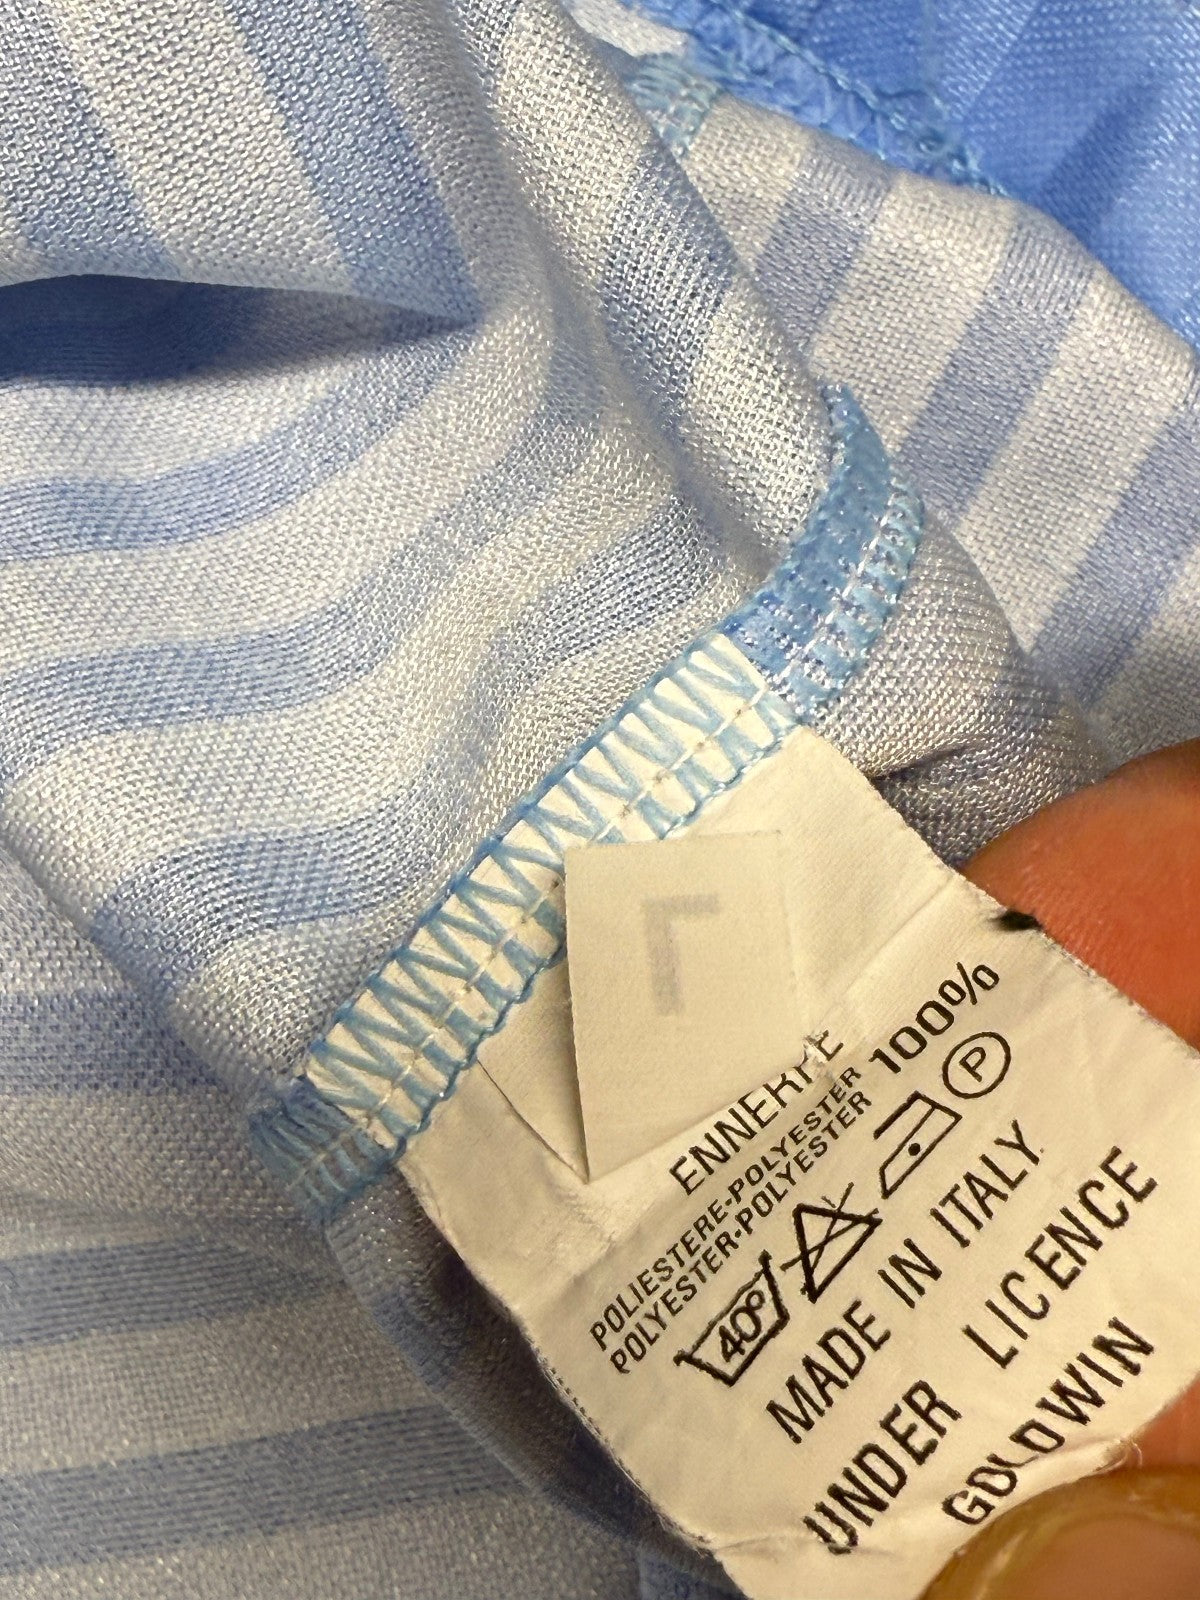 L
ENNERRE
POLIESTERE-POLYESTER
POLYESTER-POLYESTER 100%
40° P
MADE IN ITALY
UNDER LICENCE
GOLDWIN